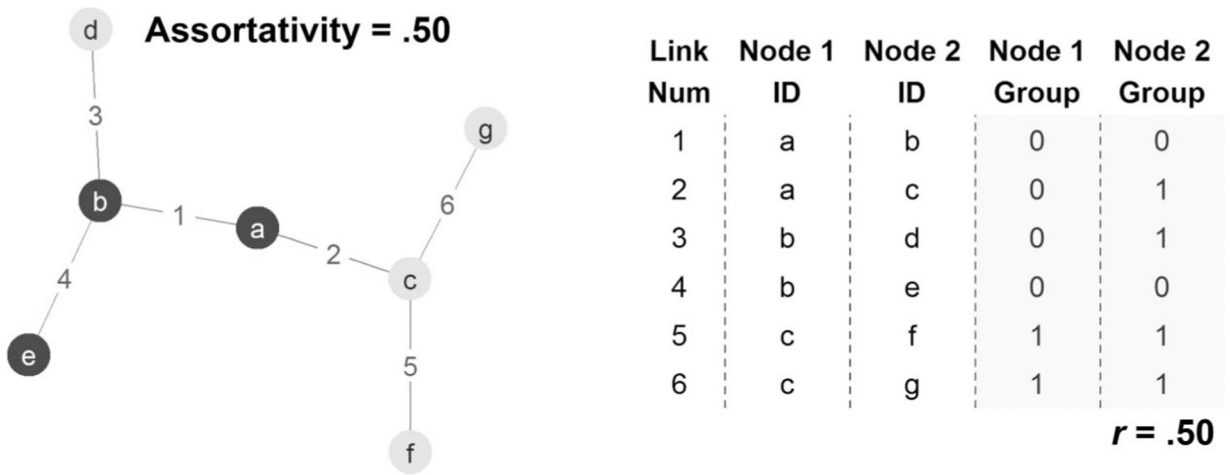 Assortativity = .50
d
3
g
b
1
a
6
2
4
c
e
5
f
Link Node 1 Node 2 Node 1 Node 2
Num ID ID Group Group
1 a b 0 0
2 a c 0 1
3 b d 0 1
4 b e 0 0
5 c f 1 1
6 c g 1 1
r = .50